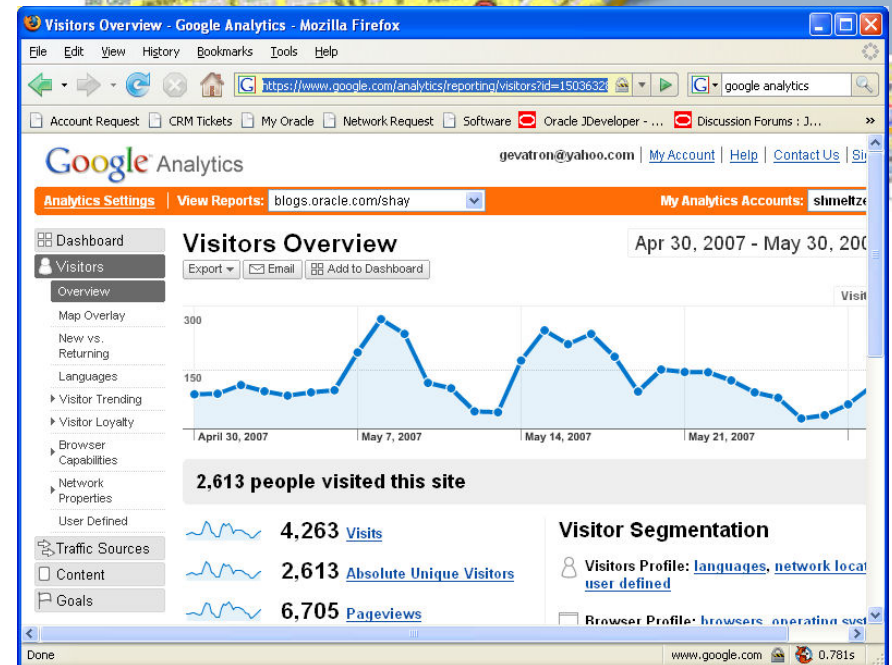 Visitors Overview - Google Analytics - Mozilla Firefox
File Edit View History Bookmarks Tools Help
https://www.google.com/analytics/reporting/visitors?id=1503632 google analytics
Account Request CRM Tickets My Oracle Network Request Software Oracle JDeveloper - ... Discussion Forums : J... »
Google Analytics
gevatron@yahoo.com | My Account | Help | Contact Us | Si
Analytics Settings | View Reports: blogs.oracle.com/shay My Analytics Accounts: shmeltze
Dashboard
Visitors
Overview
Map Overlay
New vs.
Returning
Languages
Visitor Trending
Visitor Loyalty
Browser
Capabilities
Network
Properties
User Defined
Traffic Sources
Content
Goals
Visitors Overview
Apr 30, 2007 - May 30, 200
Export Email Add to Dashboard
Visit
300
150
April 30, 2007 May 7, 2007 May 14, 2007 May 21, 2007
2,613 people visited this site
4,263 Visits
2,613 Absolute Unique Visitors
6,705 Pageviews
Visitor Segmentation
Visitors Profile: languages, network locat
user defined
Browser Profile: browsers, operating syst
Done www.google.com 0.781s